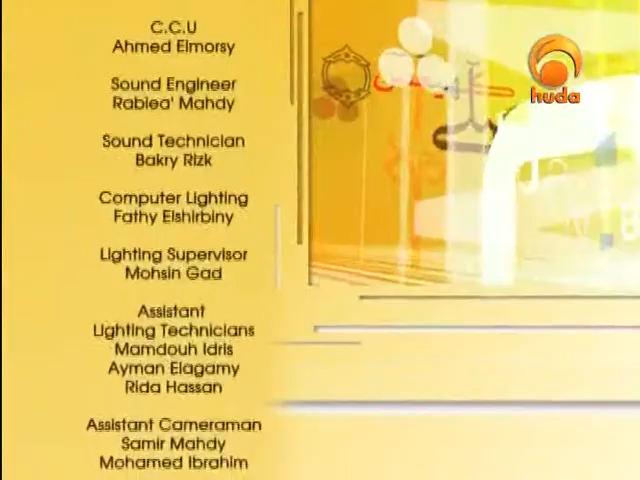 C.C.U
Ahmed Elmorsy
Sound Engineer
Rabiea' Mahdy
Sound Technician
Bakry Rizk
Computer Lighting
Fathy Elshirbiny
Lighting Supervisor
Mohsin Gad
Assistant
Lighting Technicians
Mamdouh Idris
Ayman Elagamy
Rida Hassan
Assistant Cameraman
Samir Mahdy
Mohamed Ibrahim
huda